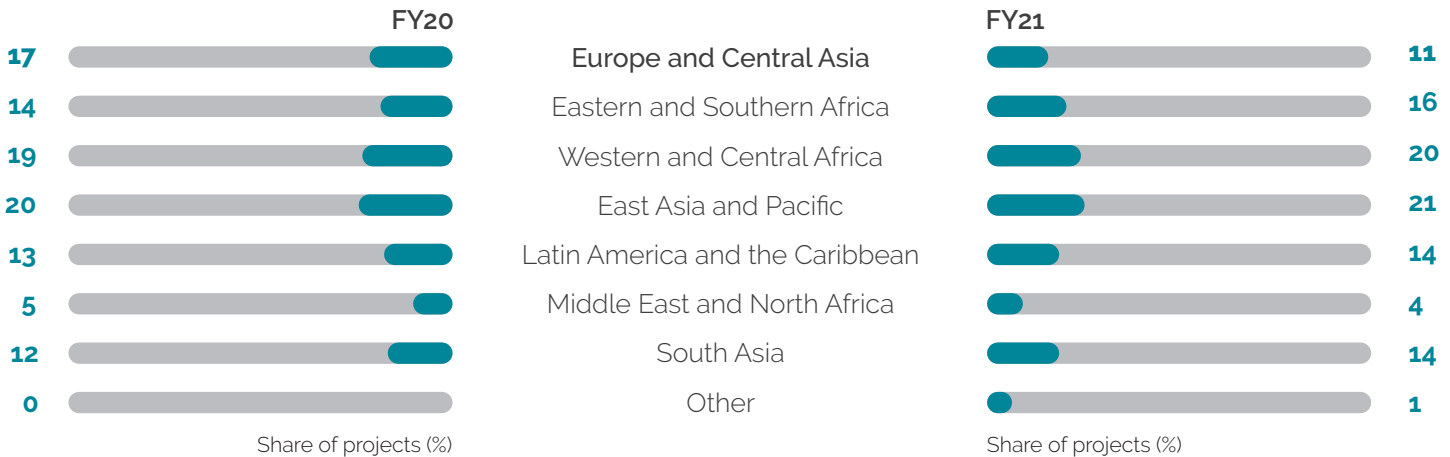 FY20 FY21
17 Europe and Central Asia 11
14 Eastern and Southern Africa 16
19 Western and Central Africa 20
20 East Asia and Pacific 21
13 Latin America and the Caribbean 14
5 Middle East and North Africa 4
12 South Asia 14
0 Other 1
Share of projects (%) Share of projects (%)